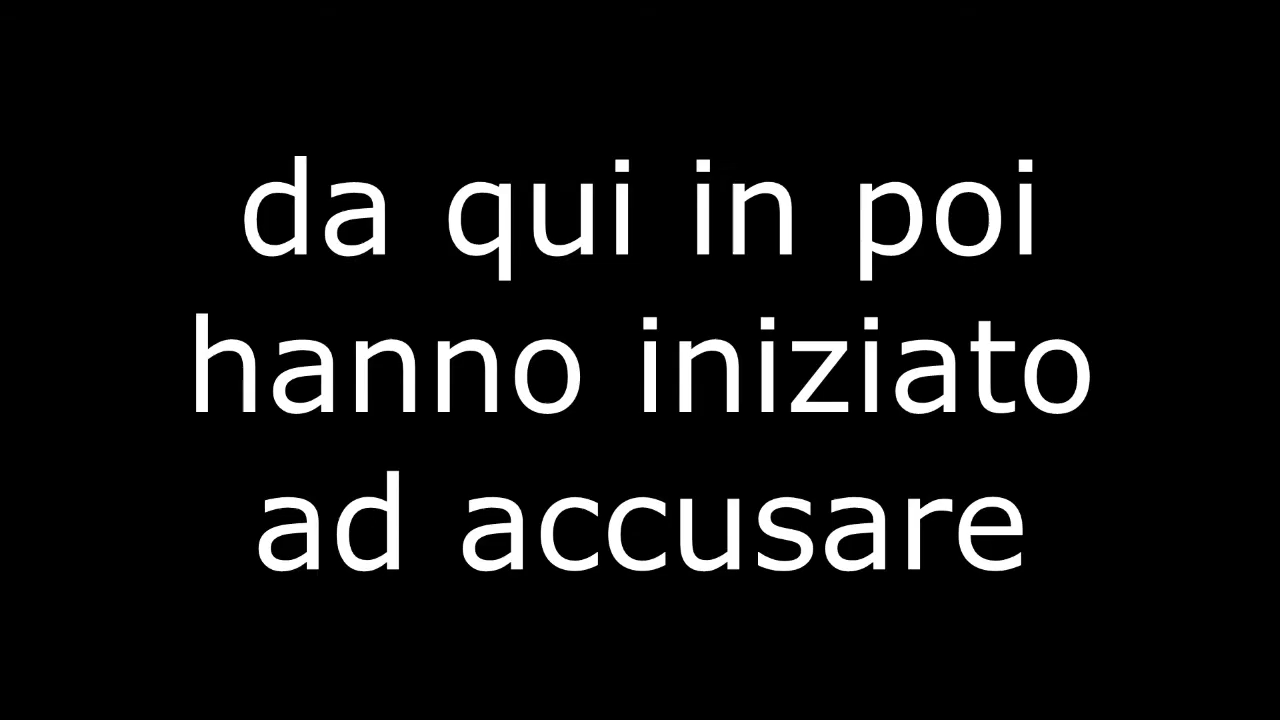 da qui in poi
hanno iniziato
ad accusare